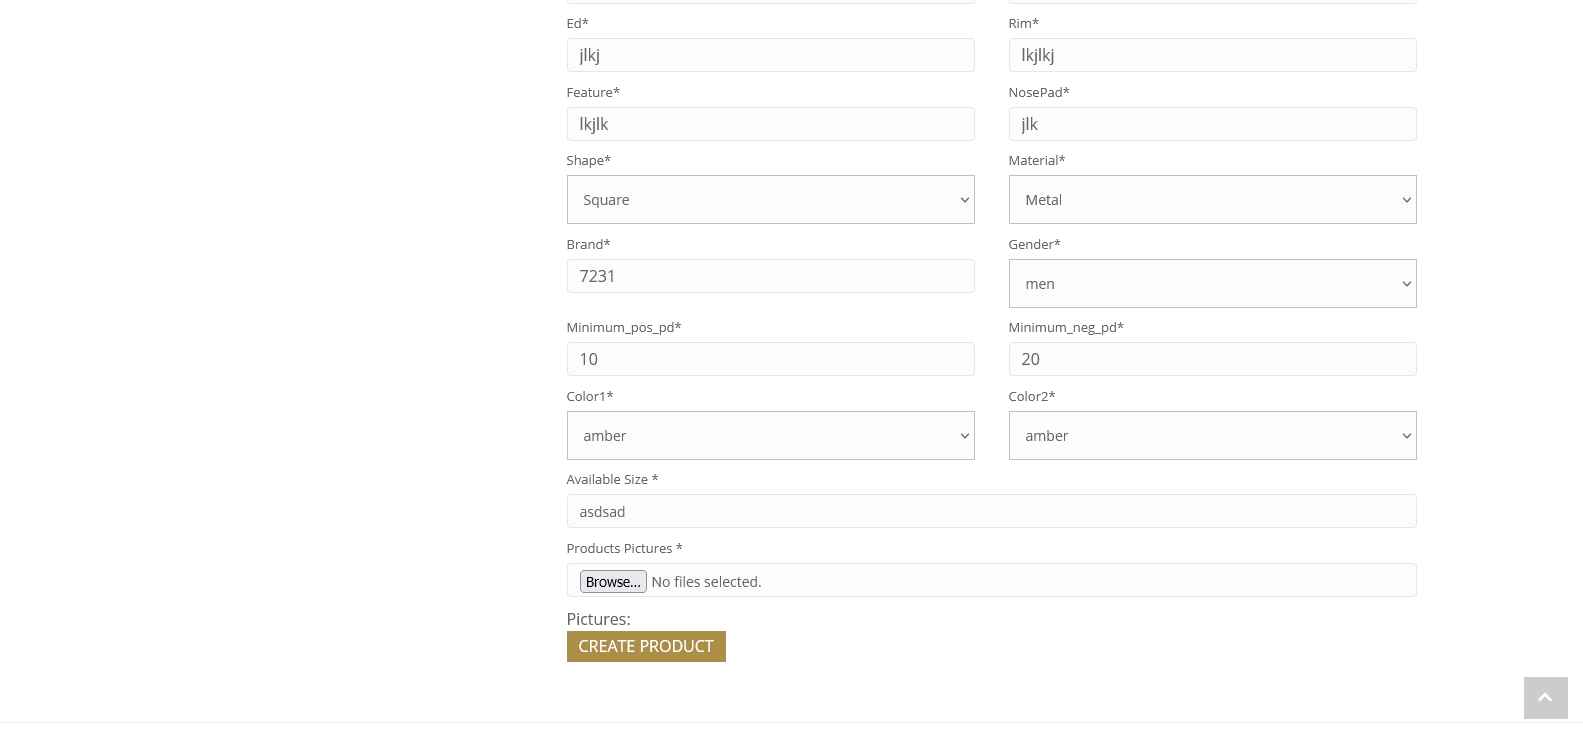 Ed* Rim*
jlkj lkjlkj
Feature* NosePad*
lkjlk jlk
Shape* Material*
Square Metal
Brand* Gender*
7231 men
Minimum_pos_pd* Minimum_neg_pd*
10 20
Color1* Color2*
amber amber
Available Size *
asdsad
Products Pictures *
Browse... No files selected.
Pictures:
CREATE PRODUCT